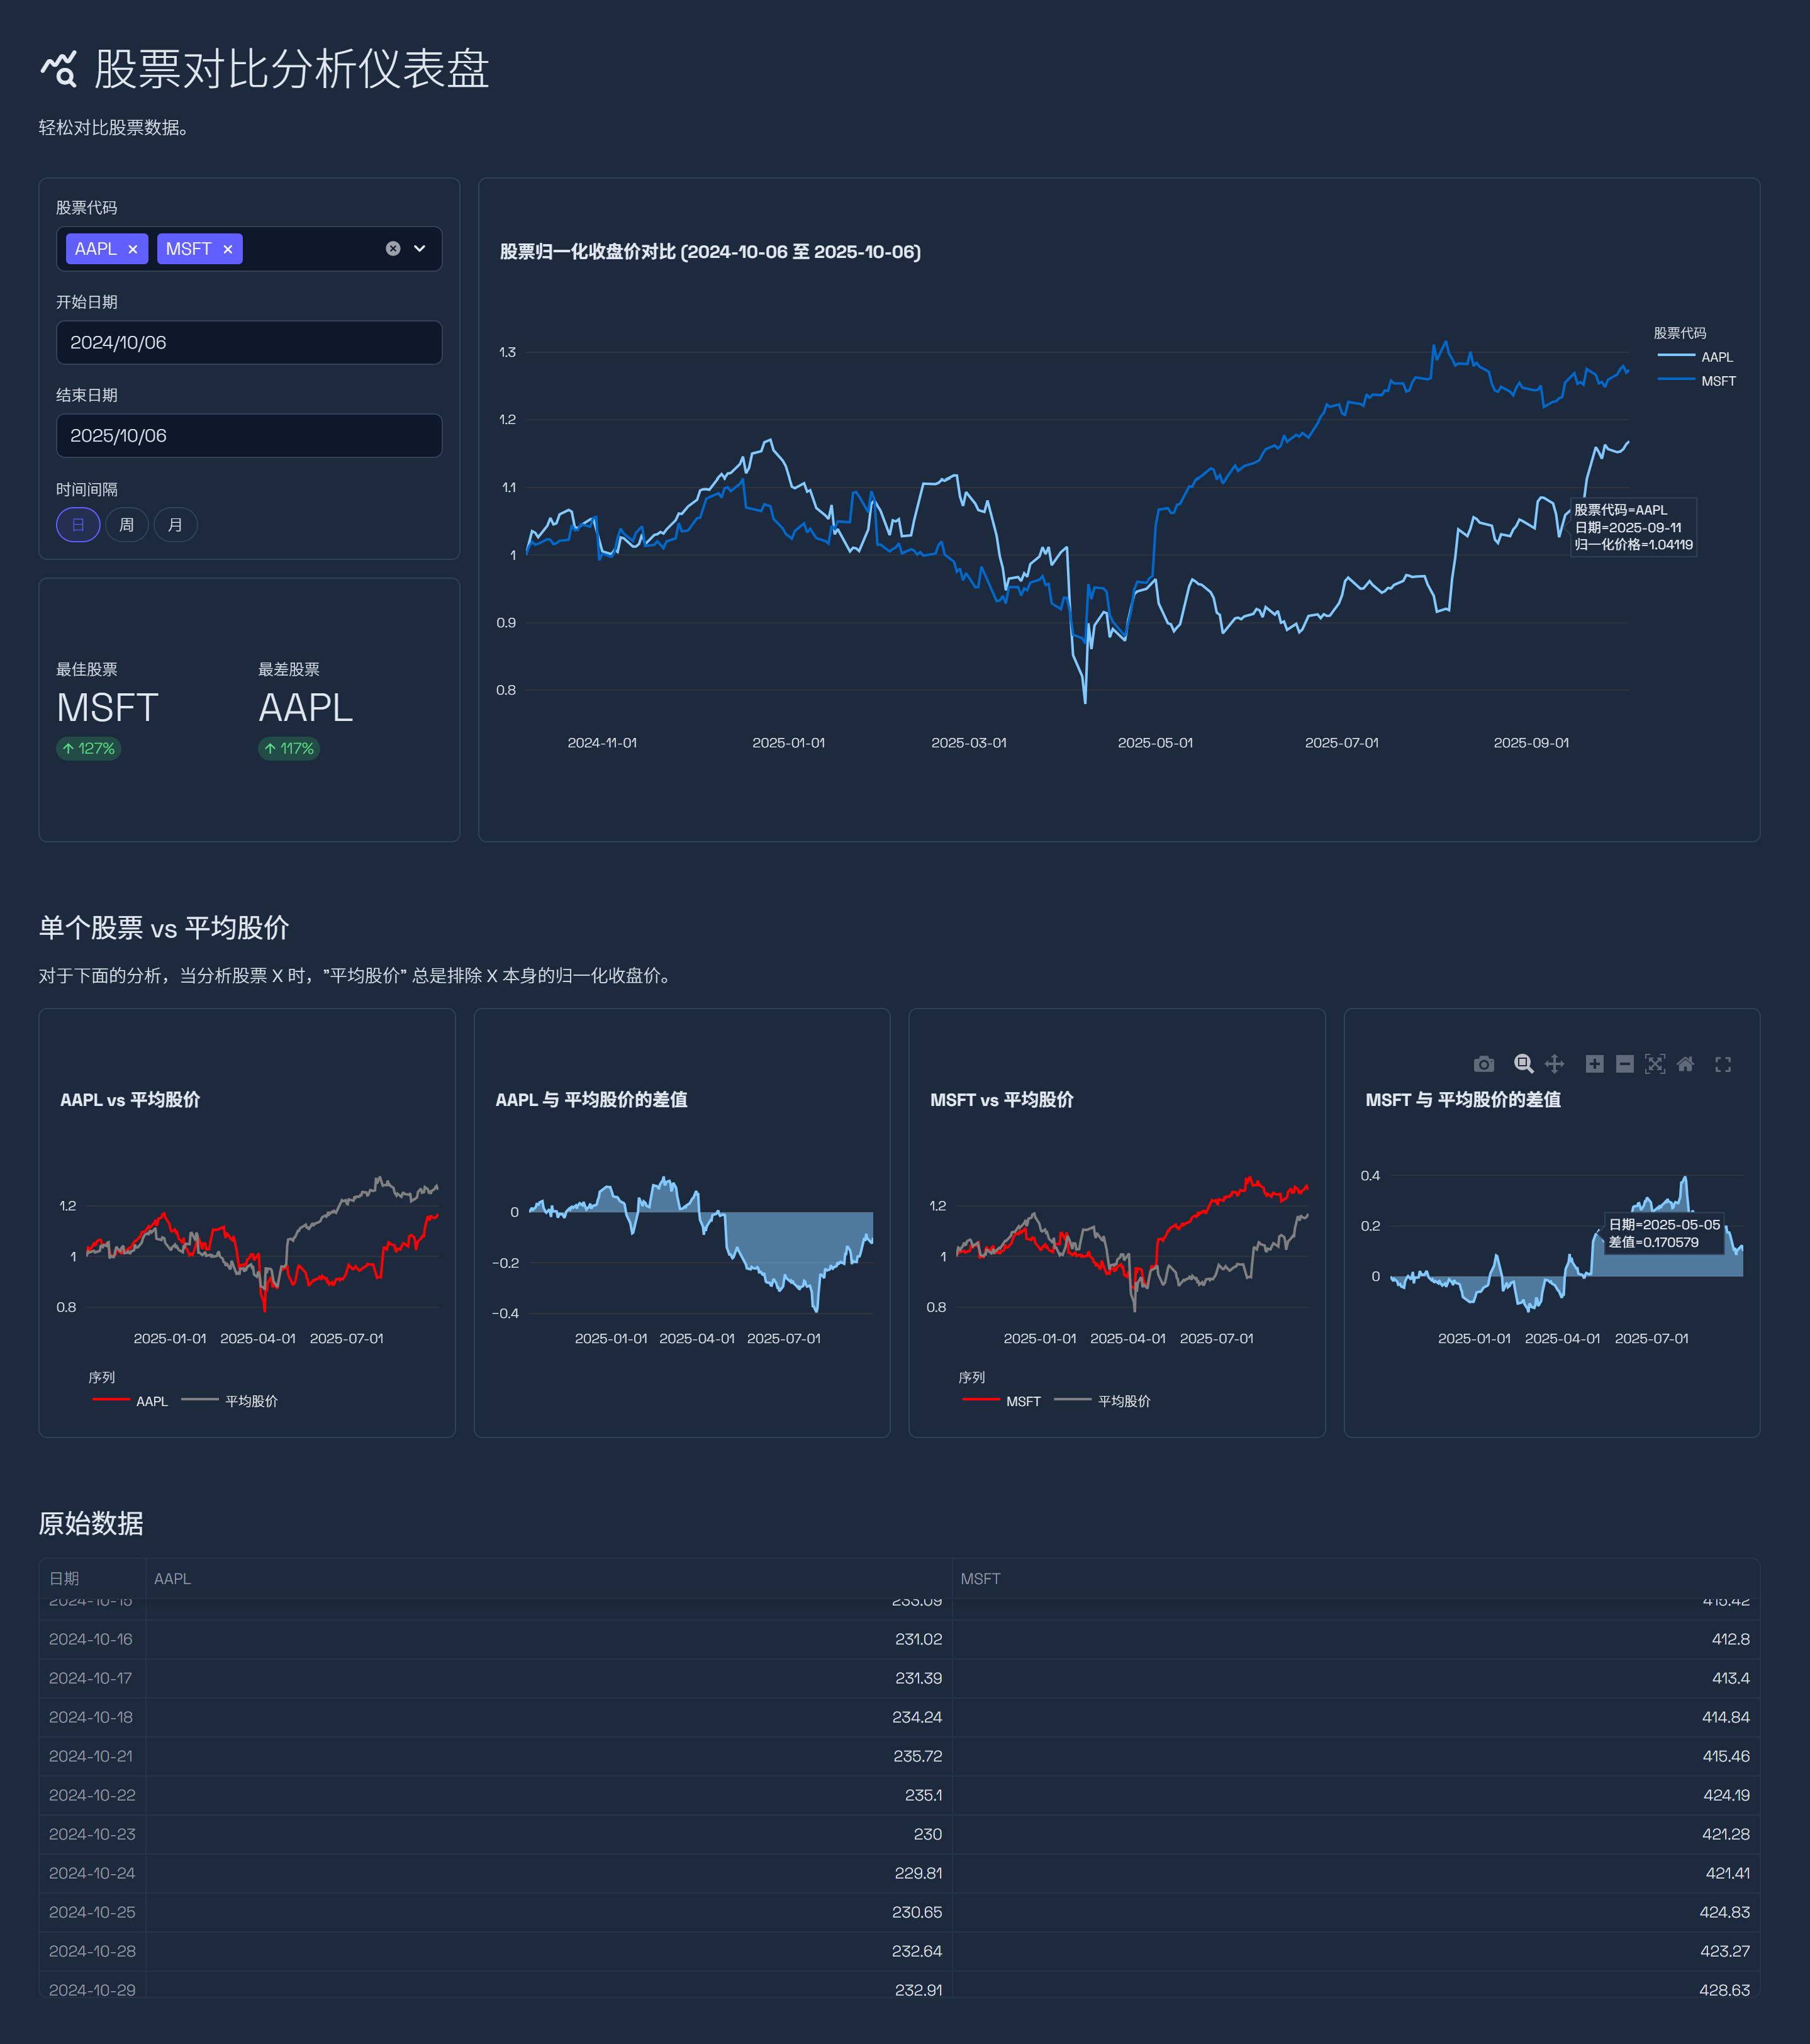 股票对比分析仪表盘
轻松对比股票数据。
股票代码
AAPL × MSFT ×
开始日期
2024/10/06
结束日期
2025/10/06
时间间隔
日 周 月
最佳股票
MSFT
↑ 127%
最差股票
AAPL
↑ 117%
股票归一化收盘价对比 (2024-10-06 至 2025-10-06)
股票代码
AAPL
MSFT
1.3
1.2
1.1
1
0.9
0.8
股票代码=AAPL
日期=2025-09-11
归一化价格=1.04119
2024-11-01 2025-01-01 2025-03-01 2025-05-01 2025-07-01 2025-09-01
单个股票 vs 平均股价
对于下面的分析，当分析股票 X 时，"平均股价" 总是排除 X 本身的归一化收盘价。
AAPL vs 平均股价
1.2
1
0.8
2025-01-01 2025-04-01 2025-07-01
序列
AAPL 平均股价
AAPL 与 平均股价的差值
0
−0.2
−0.4
2025-01-01 2025-04-01 2025-07-01
MSFT vs 平均股价
1.2
1
0.8
2025-01-01 2025-04-01 2025-07-01
序列
MSFT 平均股价
MSFT 与 平均股价的差值
0.4
0.2
0
日期=2025-05-05
差值=0.170579
2025-01-01 2025-04-01 2025-07-01
原始数据
日期 AAPL MSFT
2024-10-15 233.09 415.42
2024-10-16 231.02 412.8
2024-10-17 231.39 413.4
2024-10-18 234.24 414.84
2024-10-21 235.72 415.46
2024-10-22 235.1 424.19
2024-10-23 230 421.28
2024-10-24 229.81 421.41
2024-10-25 230.65 424.83
2024-10-28 232.64 423.27
2024-10-29 232.91 428.63